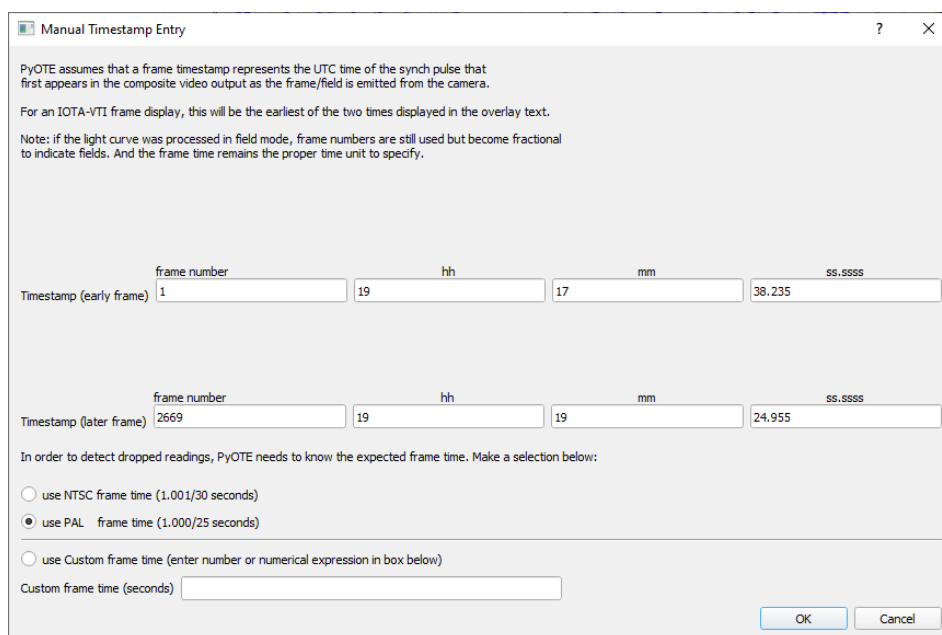 Manual Timestamp Entry
PyOTE assumes that a frame timestamp represents the UTC time of the synch pulse that
first appears in the composite video output as the frame/field is emitted from the camera.
For an IOTA-VTI frame display, this will be the earliest of the two times displayed in the overlay text.
Note: if the light curve was processed in field mode, frame numbers are still used but become fractional
to indicate fields. And the frame time remains the proper time unit to specify.
frame number hh mm ss.ssss
Timestamp (early frame) 1 19 17 38.235
frame number hh mm ss.ssss
Timestamp (later frame) 2669 19 19 24.955
In order to detect dropped readings, PyOTE needs to know the expected frame time. Make a selection below:
use NTSC frame time (1.001/30 seconds)
use PAL frame time (1.000/25 seconds)
use Custom frame time (enter number or numerical expression in box below)
Custom frame time (seconds)
OK Cancel